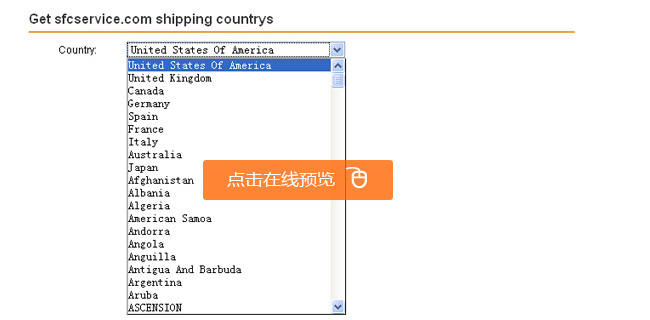 Get sfcservice.com shipping countrys
Country:
United States Of America
United States Of America
United Kingdom
Canada
Germany
Spain
France
Italy
Australia
Japan
Afghanistan
点击在线预览
Albania
Algeria
American Samoa
Andorra
Angola
Anguilla
Antigua And Barbuda
Argentina
Aruba
ASCENSION